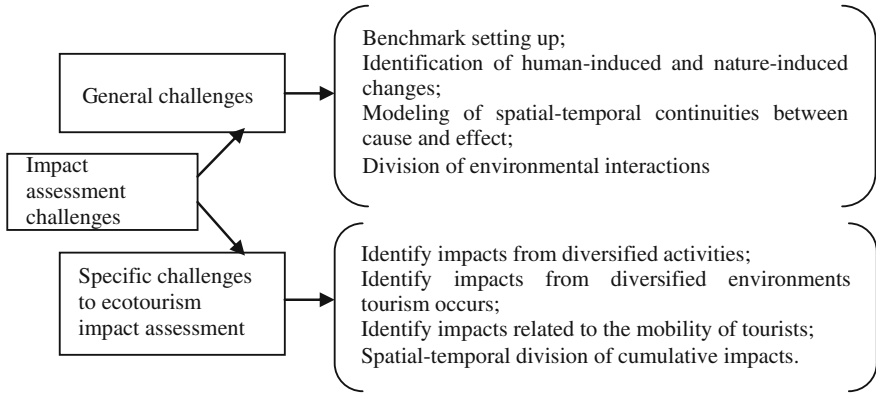 Impact
assessment
challenges
General challenges
Benchmark setting up;
Identification of human-induced and nature-induced
changes;
Modeling of spatial-temporal continuities between
cause and effect;
Division of environmental interactions
Specific challenges
to ecotourism
impact assessment
Identify impacts from diversified activities;
Identify impacts from diversified environments
tourism occurs;
Identify impacts related to the mobility of tourists;
Spatial-temporal division of cumulative impacts.